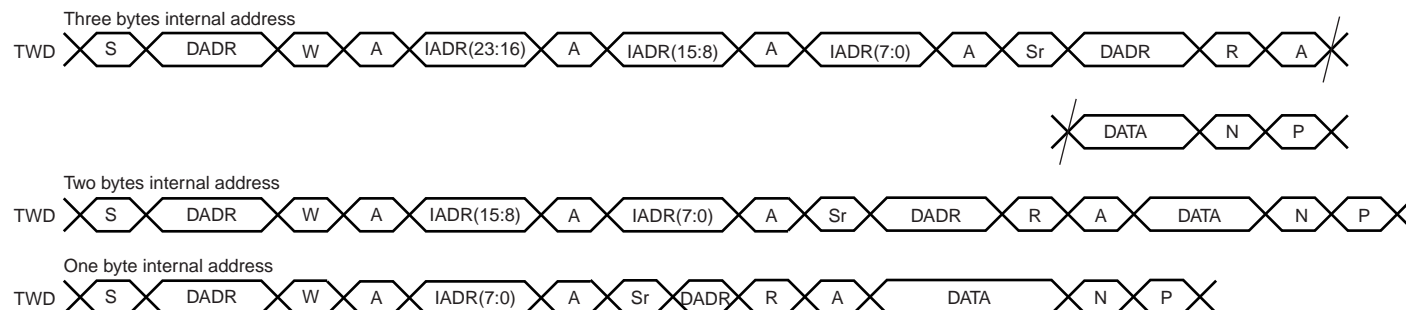 Three bytes internal address
TWD S DADR W A IADR(23:16) A IADR(15:8) A IADR(7:0) A Sr DADR R A
DATA N P
Two bytes internal address
TWD S DADR W A IADR(15:8) A IADR(7:0) A Sr DADR R A DATA N P
One byte internal address
TWD S DADR W A IADR(7:0) A Sr DADR R A DATA N P